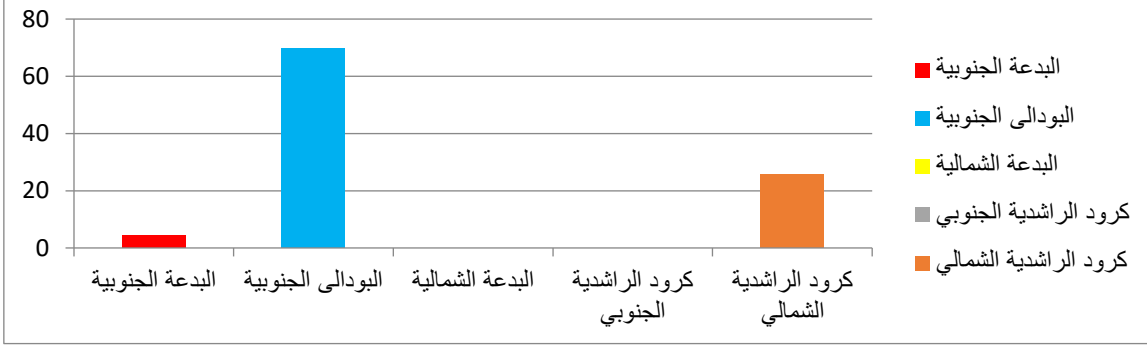 80
60
40
20
0
البدعة الجنوبية
البودالى الجنوبية
البدعة الشمالية
كرود الراشدية
الجنوبي
كرود الراشدية
الشمالي
البدعة الجنوبية
البودالى الجنوبية
البدعة الشمالية
كرود الراشدية الجنوبي
كرود الراشدية الشمالي